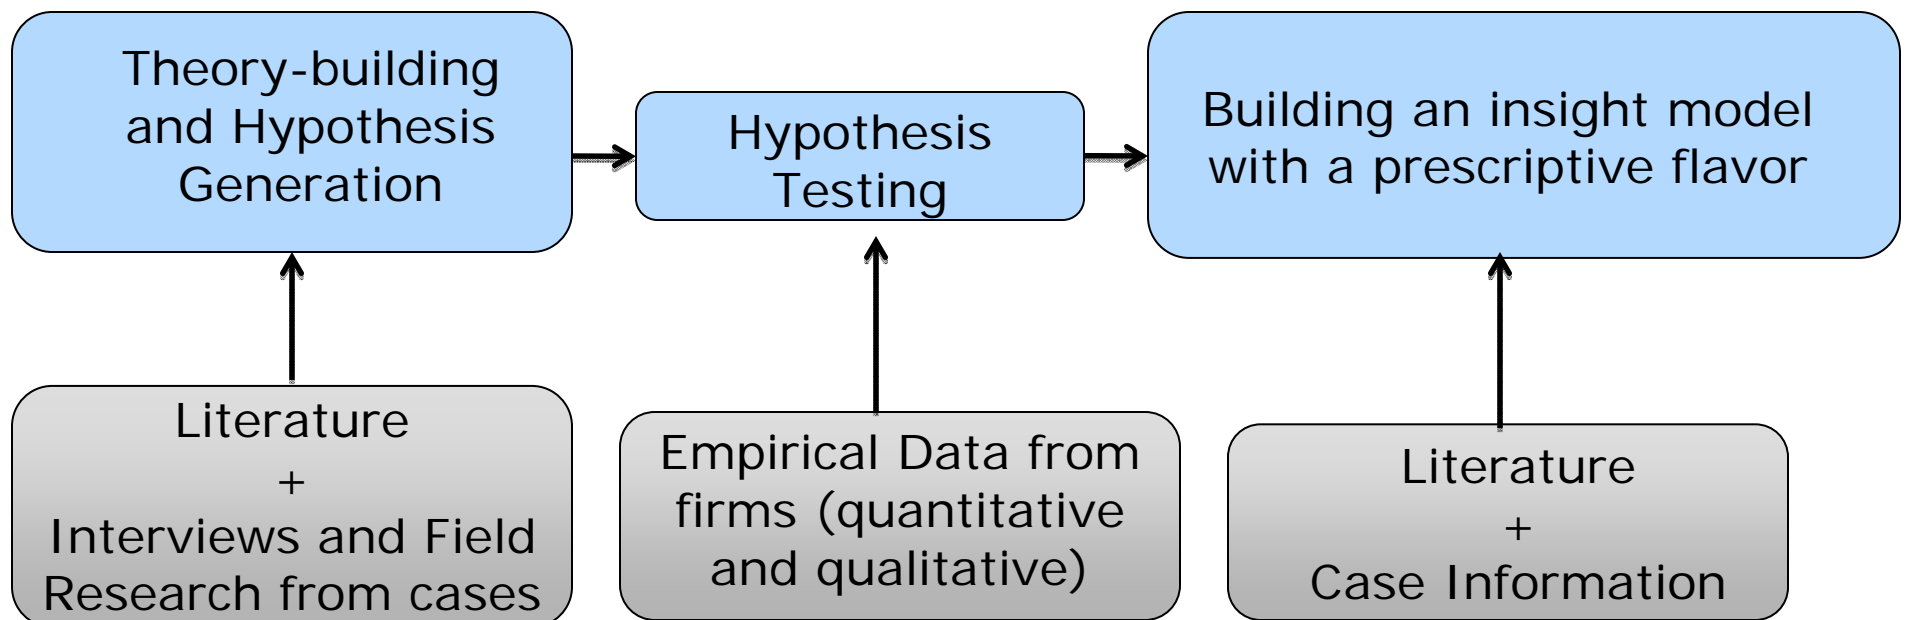 Theory-building
and Hypothesis
Generation
Hypothesis
Testing
Building an insight model
with a prescriptive flavor
Literature
+
Interviews and Field
Research from cases
Empirical Data from
firms (quantitative
and qualitative)
Literature
+
Case Information